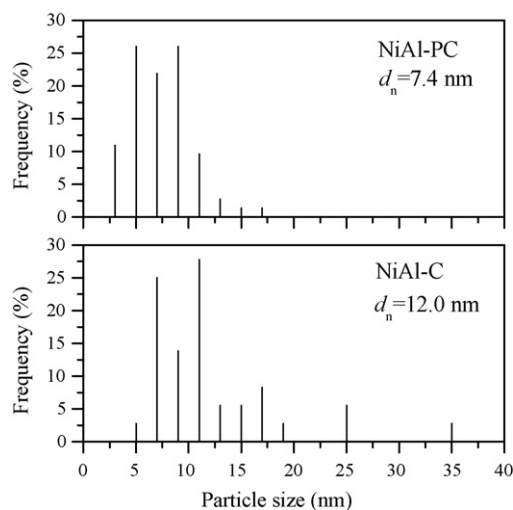 30
25
20
15
10
5
0
Frequency (%)
NiAl-PC
dₙ=7.4 nm
30
25
20
15
10
5
0
Frequency (%)
NiAl-C
dₙ=12.0 nm
0 5 10 15 20 25 30 35 40
Particle size (nm)